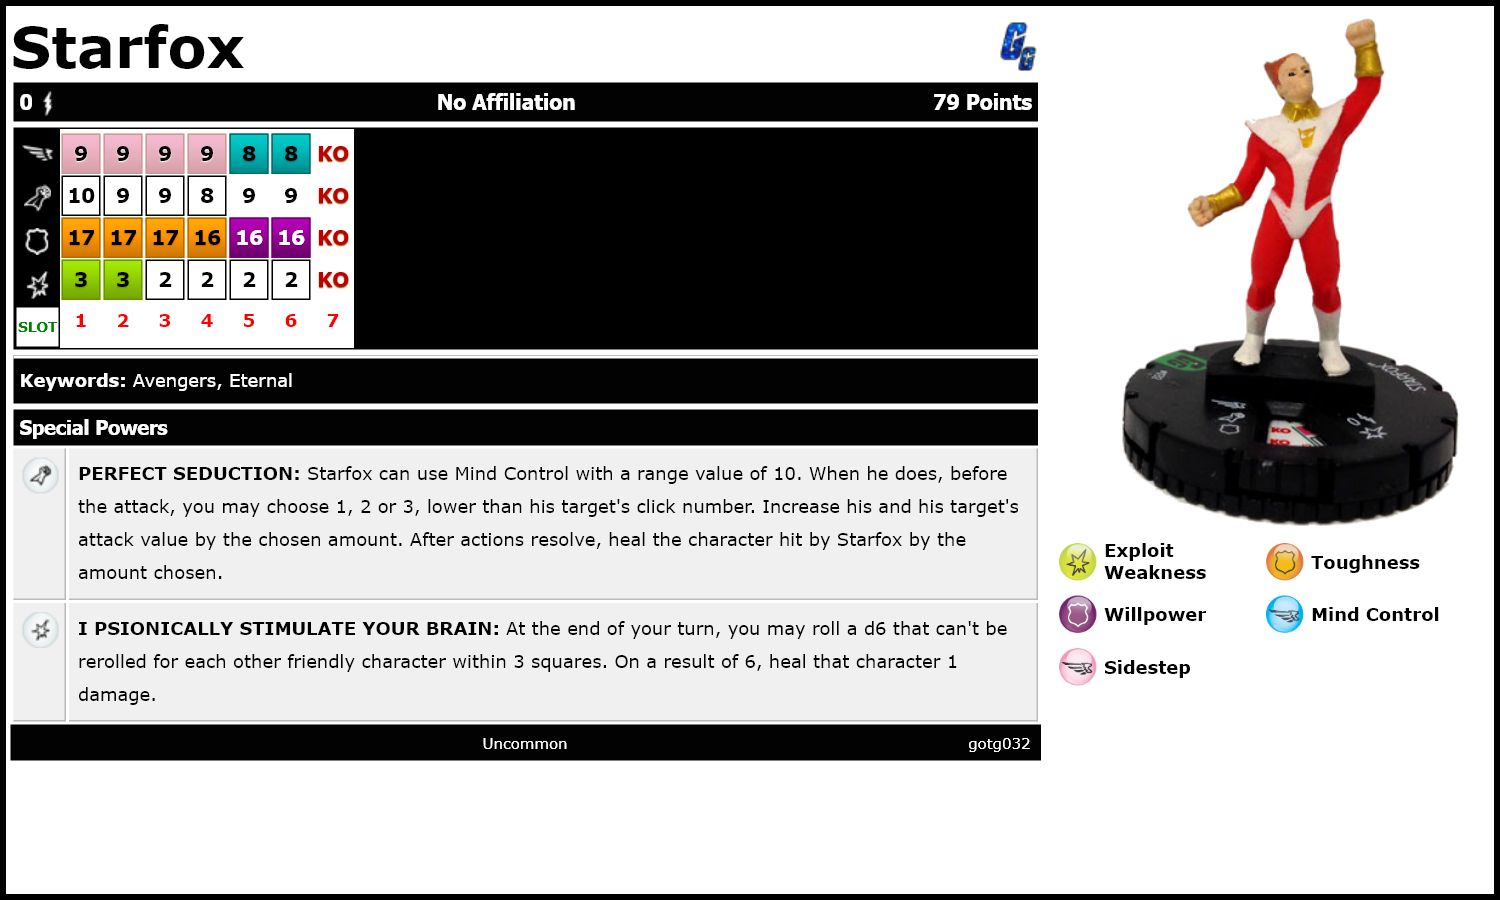 Starfox
GG
0 No Affiliation 79 Points
9 9 9 9 8 8 KO
10 9 9 8 9 9 KO
17 17 17 16 16 16 KO
3 3 2 2 2 2 KO
SLOT 1 2 3 4 5 6 7
Keywords: Avengers, Eternal
Special Powers
PERFECT SEDUCTION: Starfox can use Mind Control with a range value of 10. When he does, before
the attack, you may choose 1, 2 or 3, lower than his target's click number. Increase his and his target's
attack value by the chosen amount. After actions resolve, heal the character hit by Starfox by the
amount chosen.
I PSIONICALLY STIMULATE YOUR BRAIN: At the end of your turn, you may roll a d6 that can't be
rerolled for each other friendly character within 3 squares. On a result of 6, heal that character 1
damage.
Uncommon gotg032
STARFOX
032
0
KO
KO
Exploit
Weakness
Toughness
Willpower
Mind Control
Sidestep